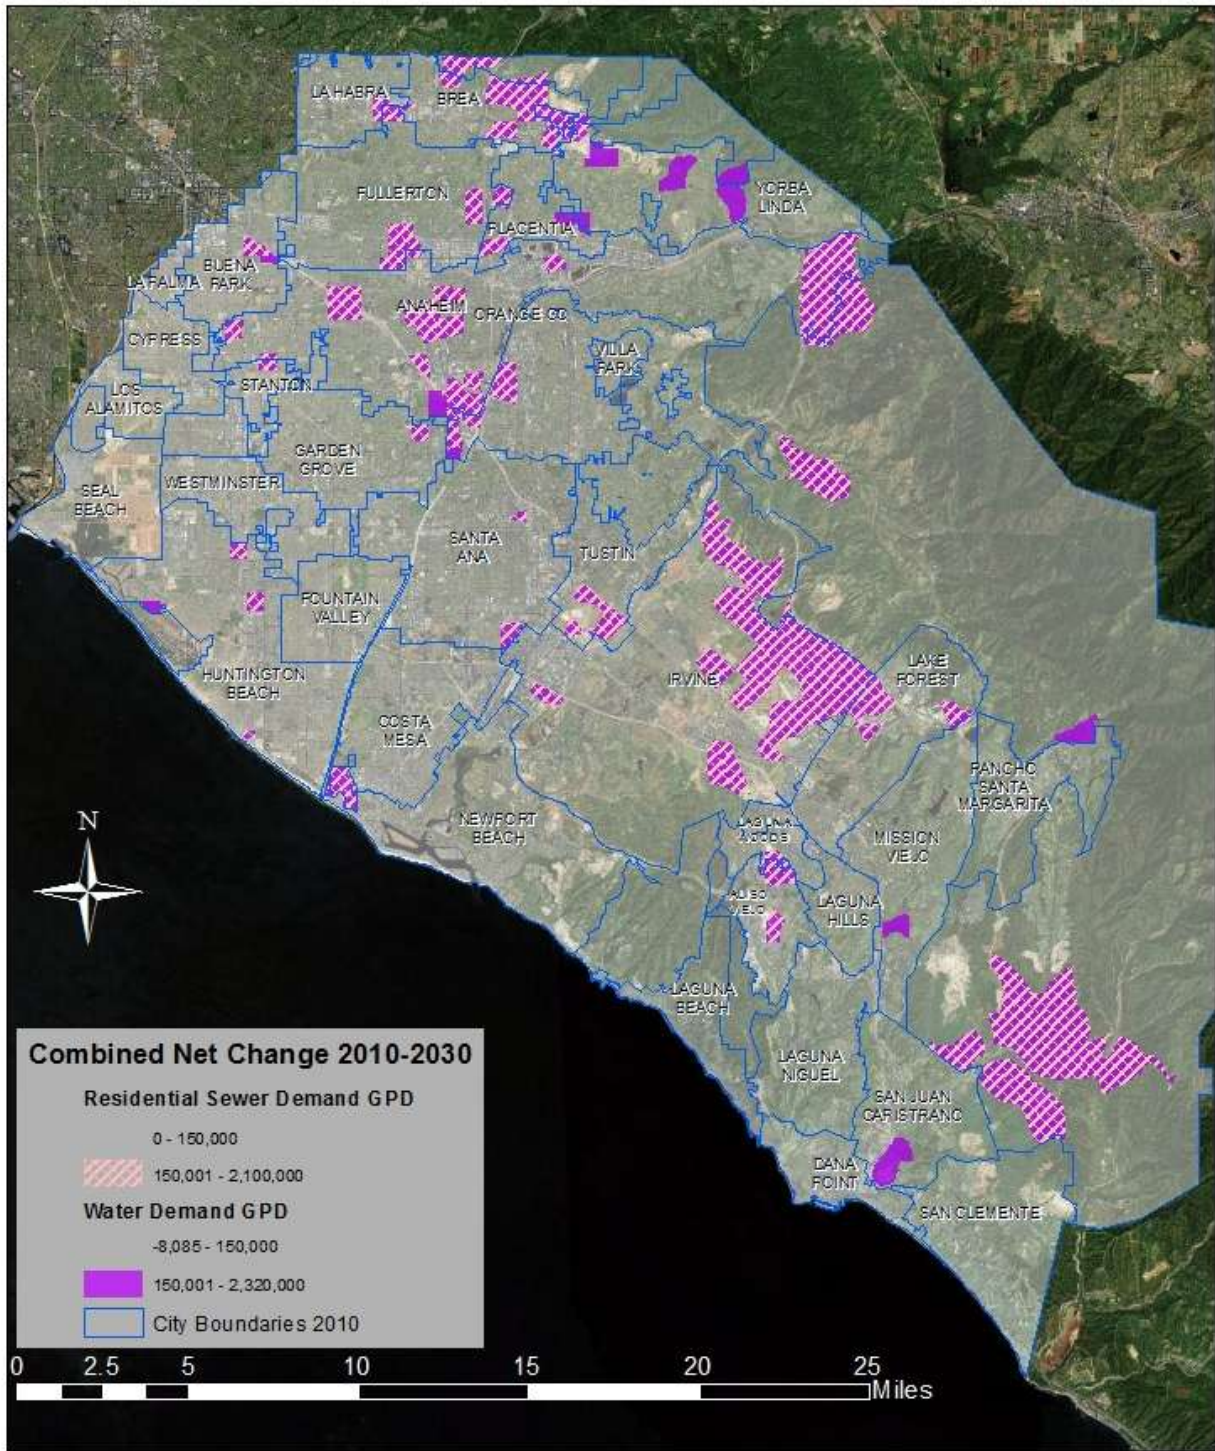 LA HABRA
BREA
FULLERTON
YORBA
LINDA
PLACENTIA
BUENA
PARK
LA PALMA
ANAHEIM
ORANGE CO
CYPRESS
VILLA
PARK
STANTON
LOS
ALAMITOS
GARDEN
GROVE
WESTMINSTER
SEAL
BEACH
SANTA
ANA
TUSTIN
FOUNTAIN
VALLEY
HUNTINGTON
BEACH
IRVINE
LAKE
FOREST
COSTA
MESA
RANCHO
SANTA
MARGARITA
NEWPORT
BEACH
LAGUNA
WOODS
MISSION
VIEJO
ALISO
VIEJO
LAGUNA
HILLS
LAGUNA
BEACH
LAGUNA
NIGUEL
SAN JUAN
CAPISTRANO
DANA
POINT
SAN CLEMENTE
N
Combined Net Change 2010-2030
Residential Sewer Demand GPD
0 - 150,000
150,001 - 2,100,000
Water Demand GPD
-8,085 - 150,000
150,001 - 2,320,000
City Boundaries 2010
0 2.5 5 10 15 20 25
Miles